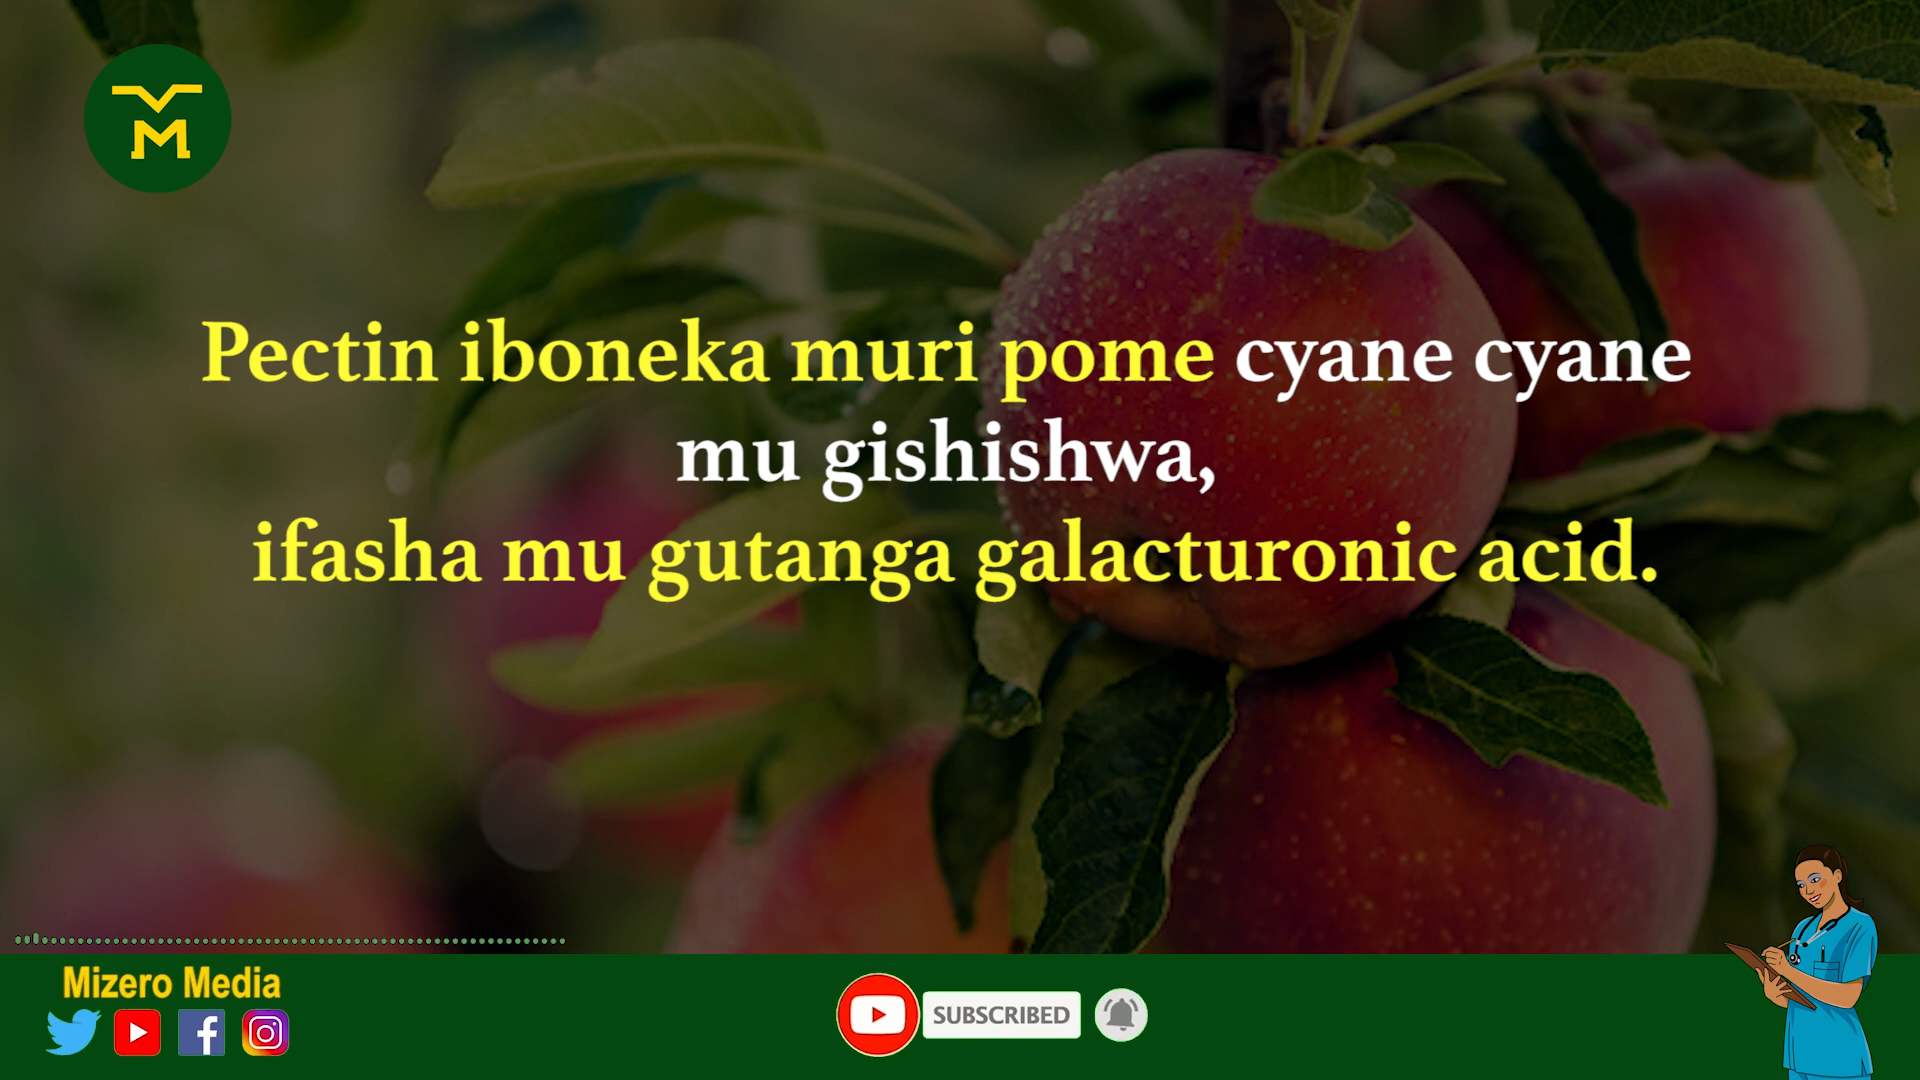 Pectin iboneka muri pome cyane cyane
mu gishishwa,
ifasha mu gutanga galacturonic acid.
Mizero Media
SUBSCRIBED